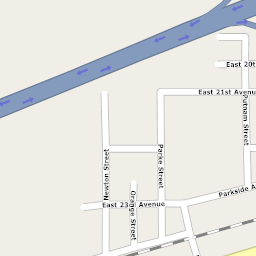 East 20th
East 21st Avenue
Putnam Street
Newton Street
Parke Street
Parkside A
East 23rd Avenue
Orange Street